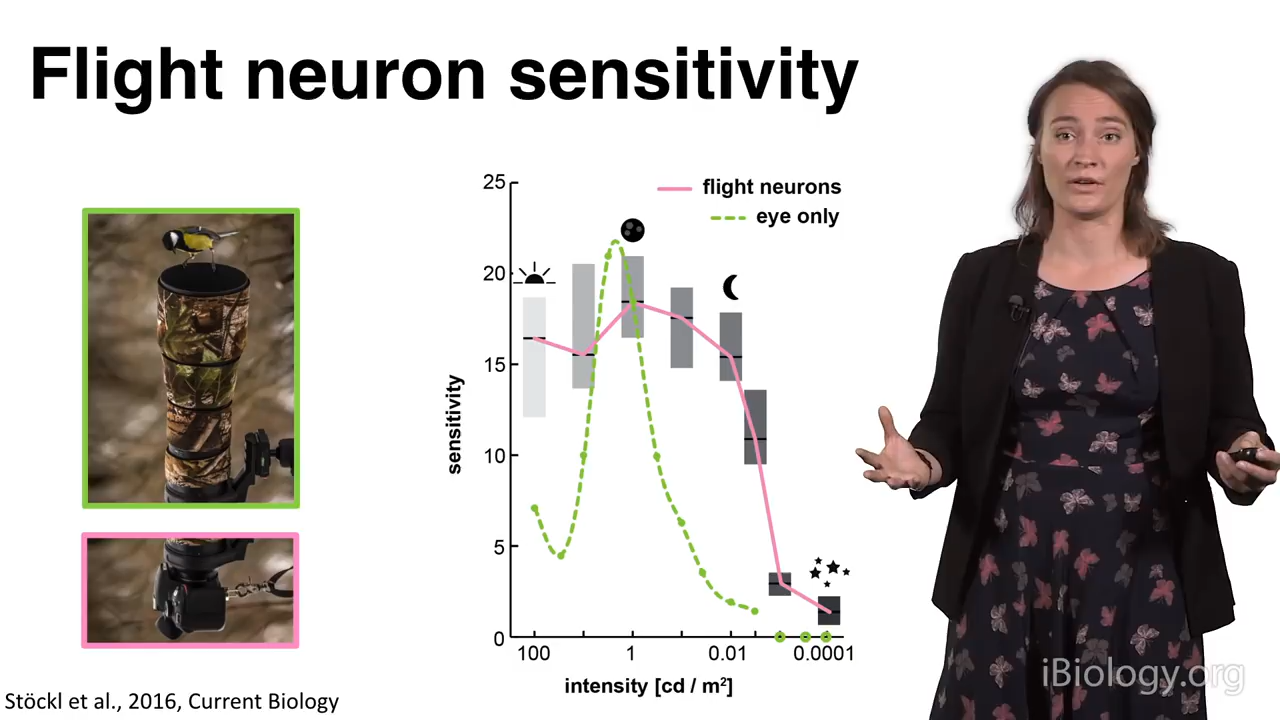 Flight neuron sensitivity
flight neurons
eye only
25
20
15
10
5
0
sensitivity
100
1
0.01
0.0001
intensity [cd / m²]
Stöckl et al., 2016, Current Biology
iBiology.org